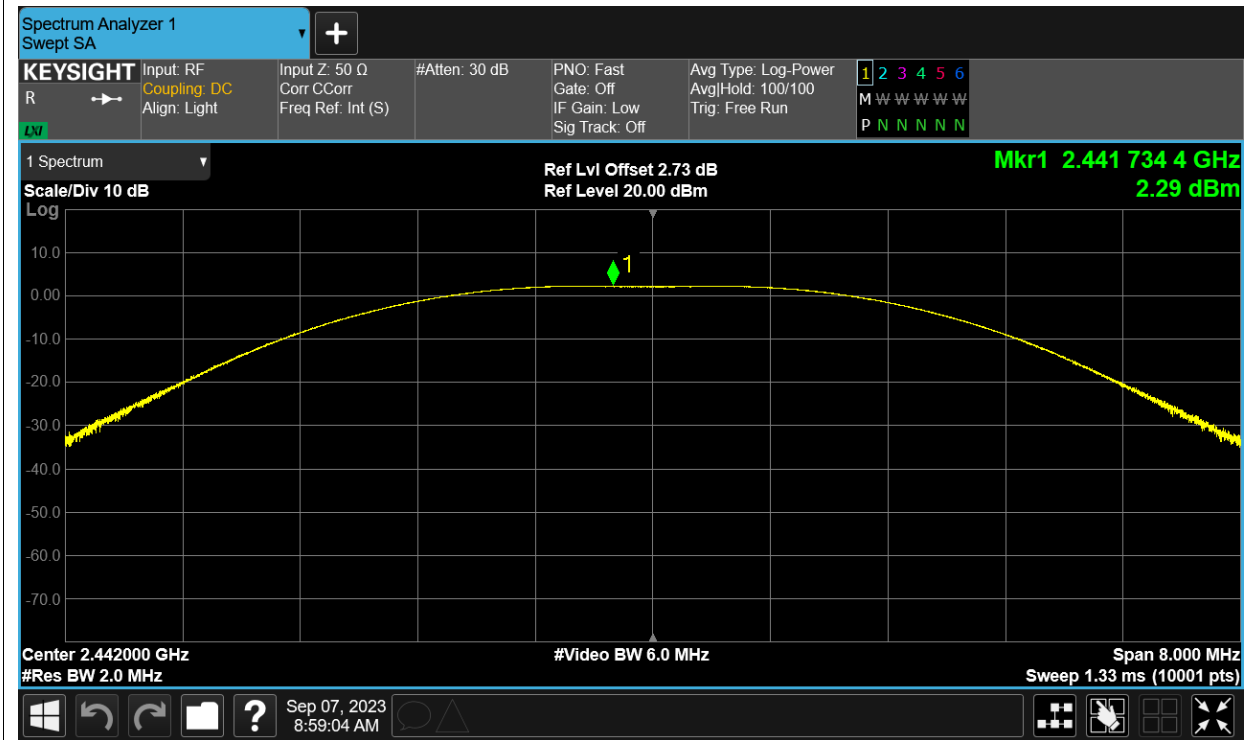 Spectrum Analyzer 1
Swept SA
KEYSIGHT
R
LXI
Input: RF
Coupling: DC
Align: Light
Input Z: 50 Ω
Corr CCorr
Freq Ref: Int (S)
#Atten: 30 dB
PNO: Fast
Gate: Off
IF Gain: Low
Sig Track: Off
Avg Type: Log-Power
Avg|Hold: 100/100
Trig: Free Run
1 2 3 4 5 6
M W W W W W
P N N N N N
1 Spectrum
Scale/Div 10 dB
Log
Ref Lvl Offset 2.73 dB
Ref Level 20.00 dBm
Mkr1 2.441 734 4 GHz
2.29 dBm
1
10.0
0.00
-10.0
-20.0
-30.0
-40.0
-50.0
-60.0
-70.0
Center 2.442000 GHz
#Res BW 2.0 MHz
#Video BW 6.0 MHz
Span 8.000 MHz
Sweep 1.33 ms (10001 pts)
?
Sep 07, 2023
8:59:04 AM